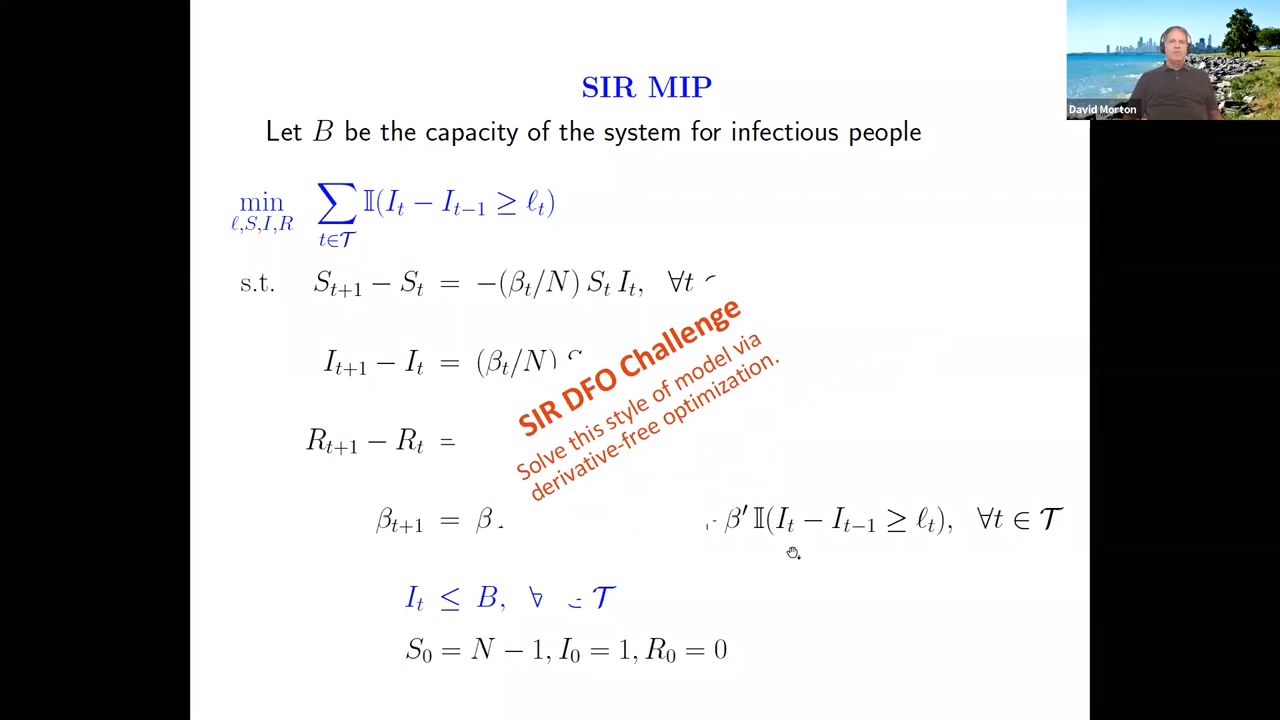 SIR MIP
David Morton
Let B be the capacity of the system for infectious people
min ∑ 𝕀(I_t − I_{t−1} ≥ ℓ_t)
ℓ,S,I,R t∈𝒯
s.t. S_{t+1} − S_t = −(β_t/N) S_t I_t, ∀t
I_{t+1} − I_t = (β_t/N)
R_{t+1} − R_t =
SIR DFO Challenge
Solve this style of model via
derivative-free optimization.
β_{t+1} = β β′ 𝕀(I_t − I_{t−1} ≥ ℓ_t), ∀t ∈ 𝒯
I_t ≤ B, ∀ 𝒯
S_0 = N − 1, I_0 = 1, R_0 = 0